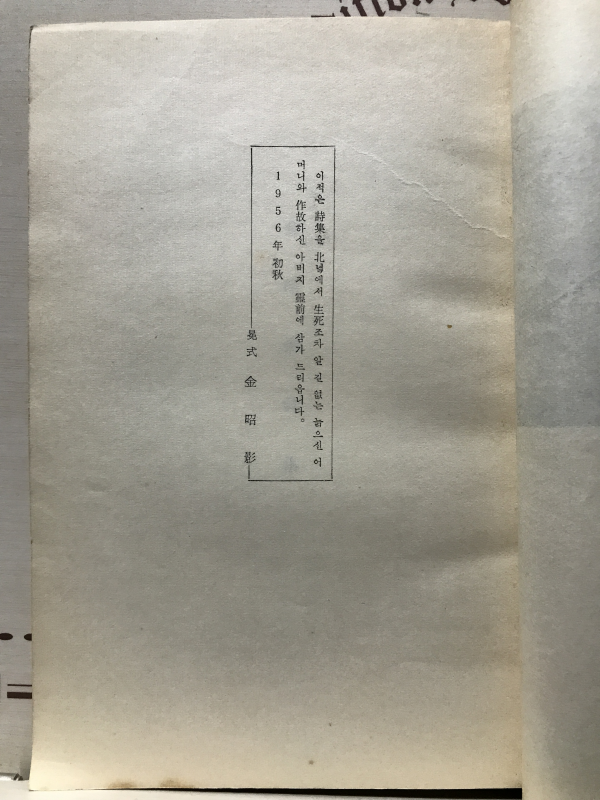 이적은 詩集을 北녘에서 生死조차 알 길 없는 늙으신 어
머니와 作故하신 아버지 靈前에 삼가 드리옵니다。
1956年 初秋
晃式 金昭影